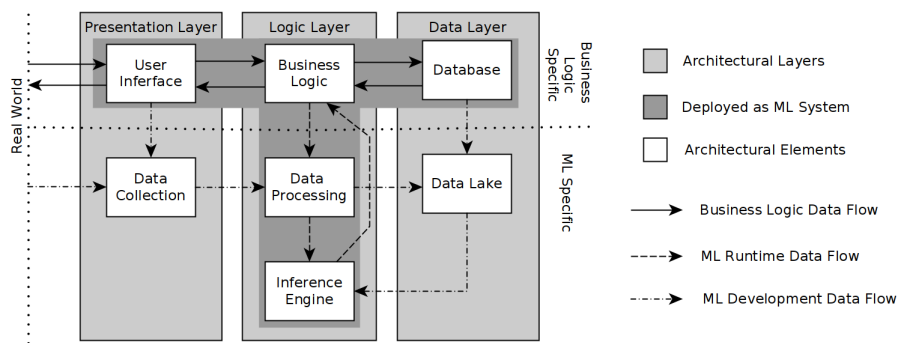 Presentation Layer
Logic Layer
Data Layer
User
Inferface
Business
Logic
Database
Business
Logic
Specific
Real World
Data
Collection
Data
Processing
Data Lake
ML Specific
Inference
Engine
Architectural Layers
Deployed as ML System
Architectural Elements
Business Logic Data Flow
ML Runtime Data Flow
ML Development Data Flow